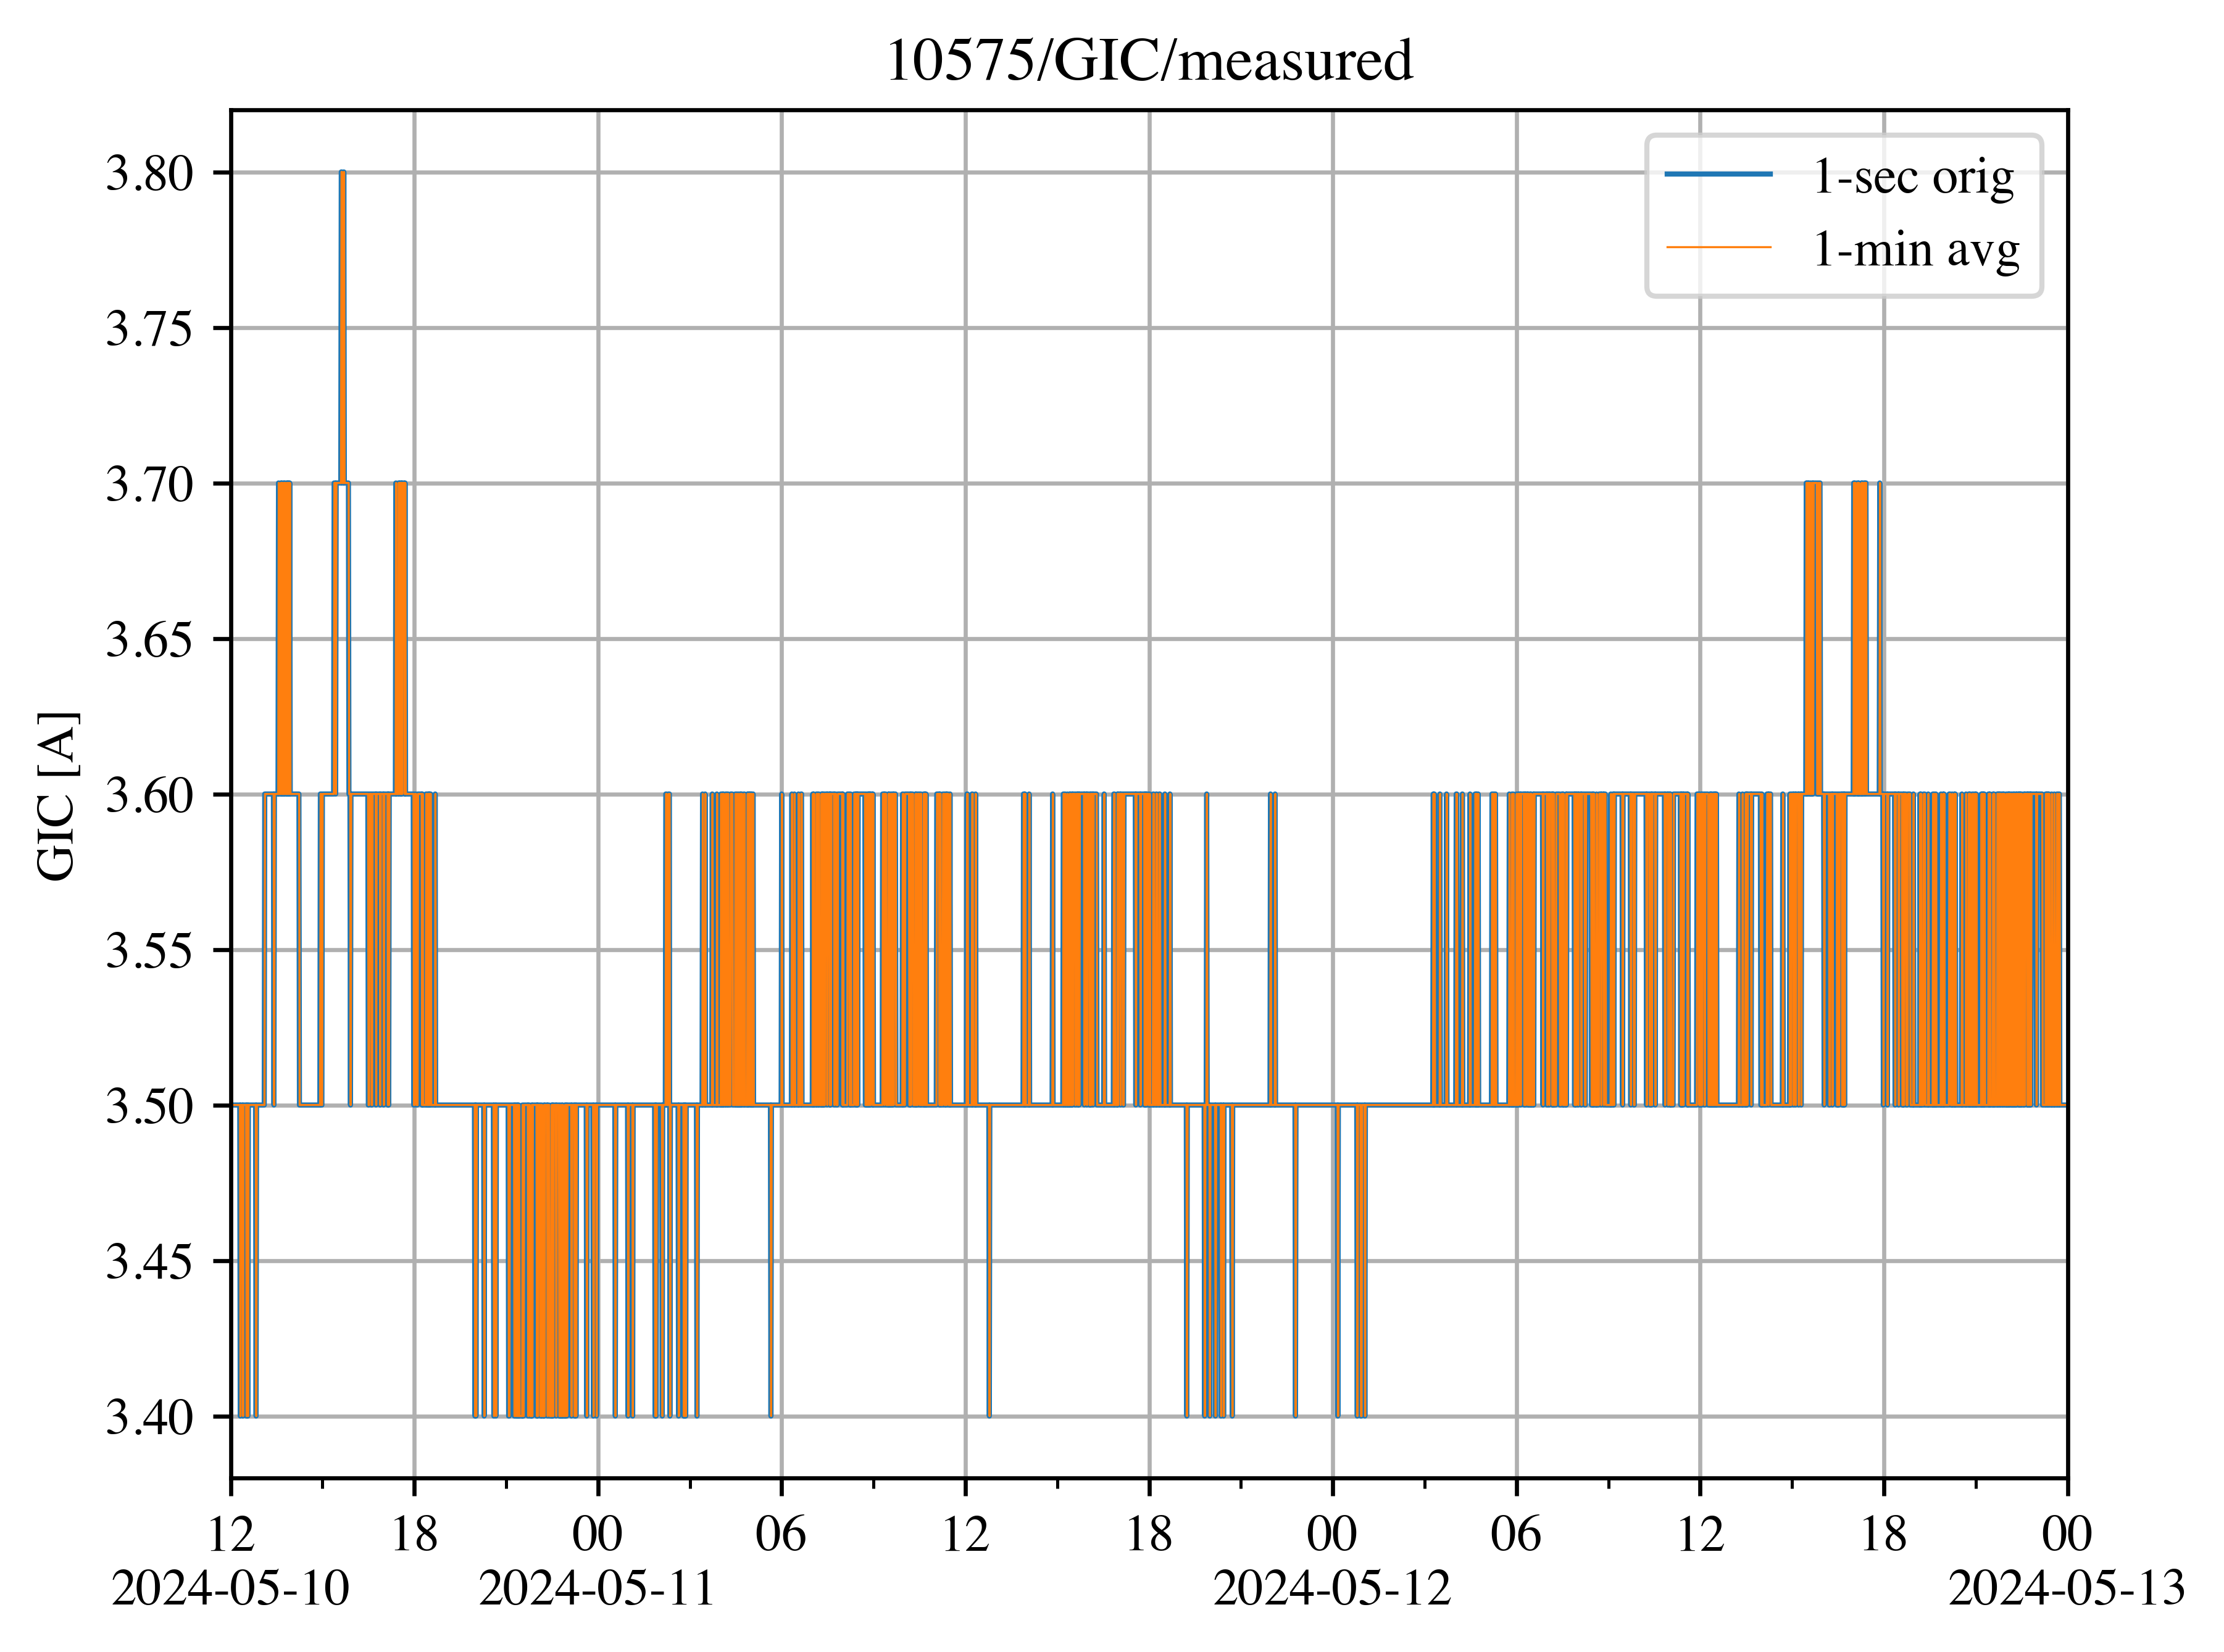 10575/GIC/measured
1-sec orig
1-min avg
GIC [A]
3.80
3.75
3.70
3.65
3.60
3.55
3.50
3.45
3.40
12 18 00 06 12 18 00 06 12 18 00
2024-05-10 2024-05-11 2024-05-12 2024-05-13